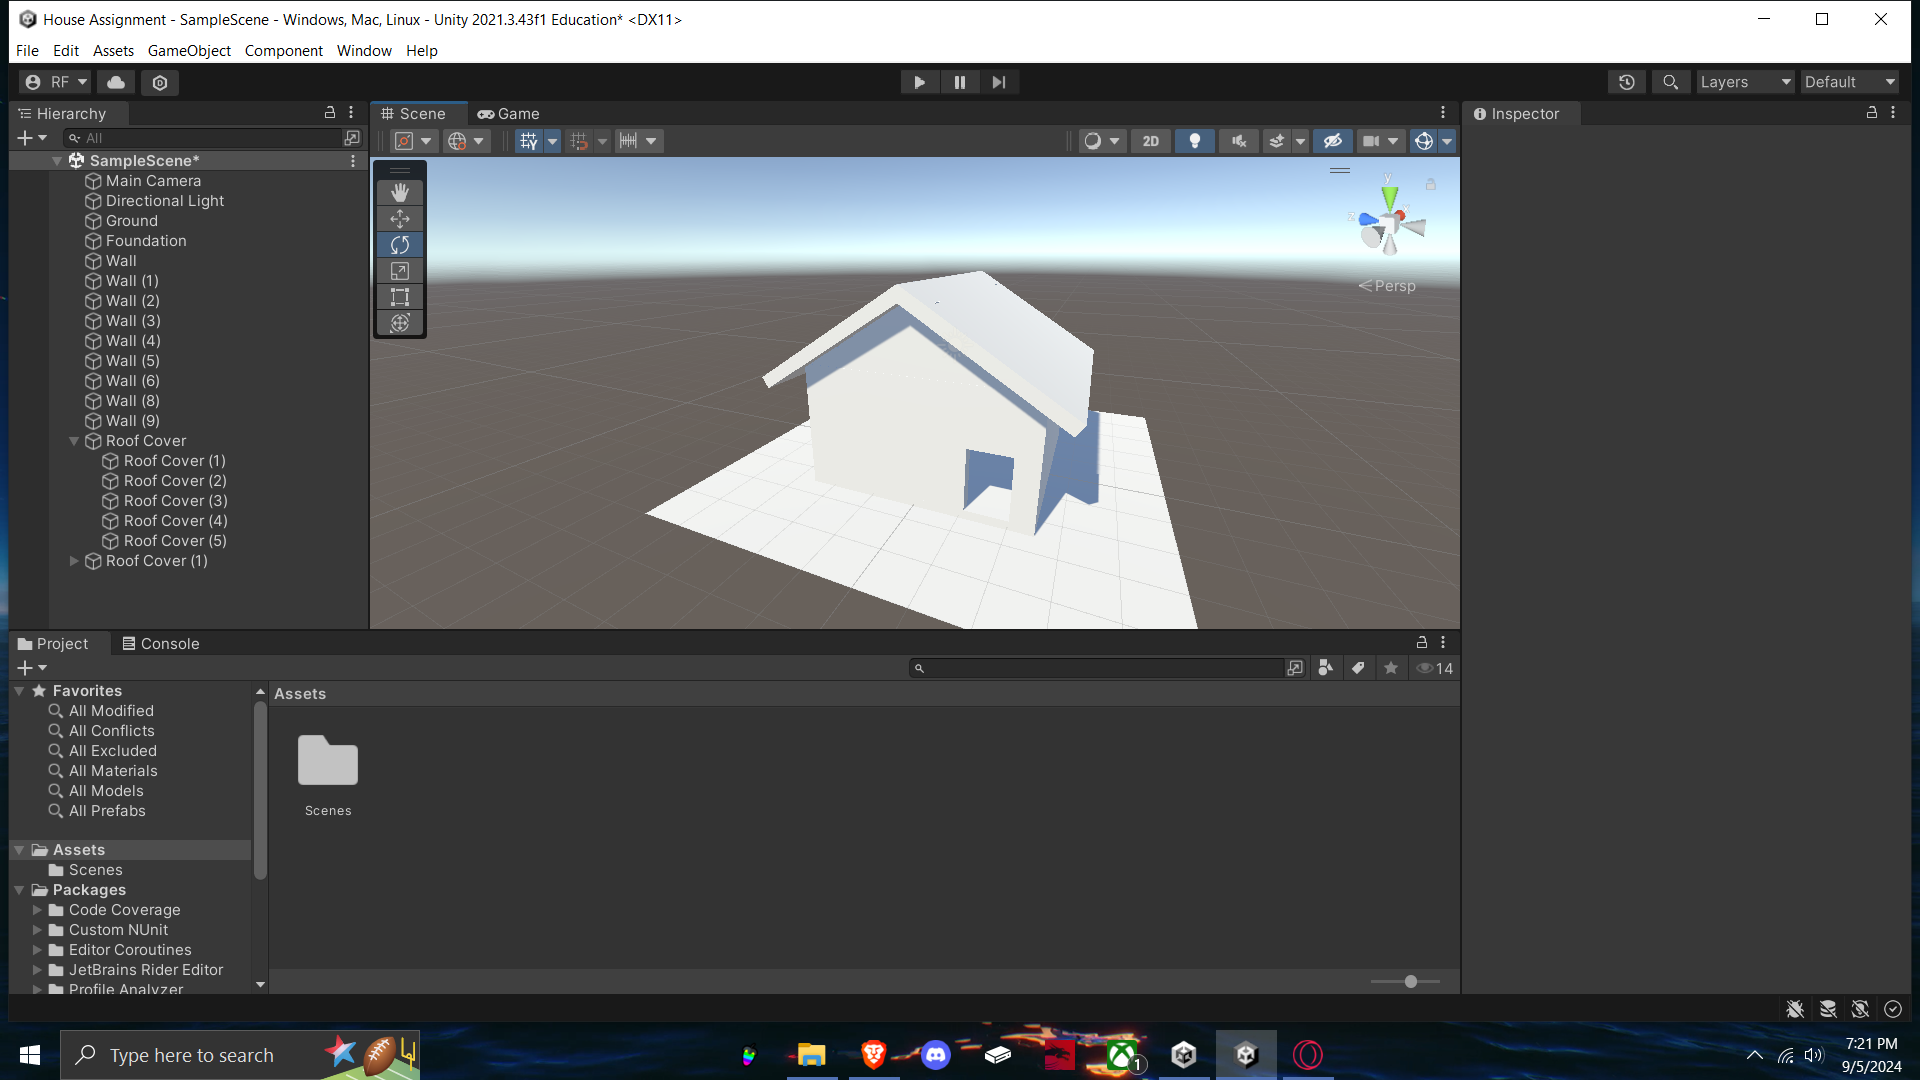 House Assignment - SampleScene - Windows, Mac, Linux - Unity 2021.3.43f1 Education* <DX11>
File Edit Assets GameObject Component Window Help
RF
Layers
Default
Hierarchy
Scene
Game
Inspector
All
2D
SampleScene*
Main Camera
Directional Light
Ground
Foundation
Wall
Wall (1)
Wall (2)
Wall (3)
Wall (4)
Wall (5)
Wall (6)
Wall (8)
Wall (9)
Roof Cover
Roof Cover (1)
Roof Cover (2)
Roof Cover (3)
Roof Cover (4)
Roof Cover (5)
Roof Cover (1)
y
x
z
Persp
Project
Console
14
Favorites
All Modified
All Conflicts
All Excluded
All Materials
All Models
All Prefabs
Assets
Scenes
Packages
Code Coverage
Custom NUnit
Editor Coroutines
JetBrains Rider Editor
Profile Analyzer
Assets
Scenes
Type here to search
1
7:21 PM
9/5/2024